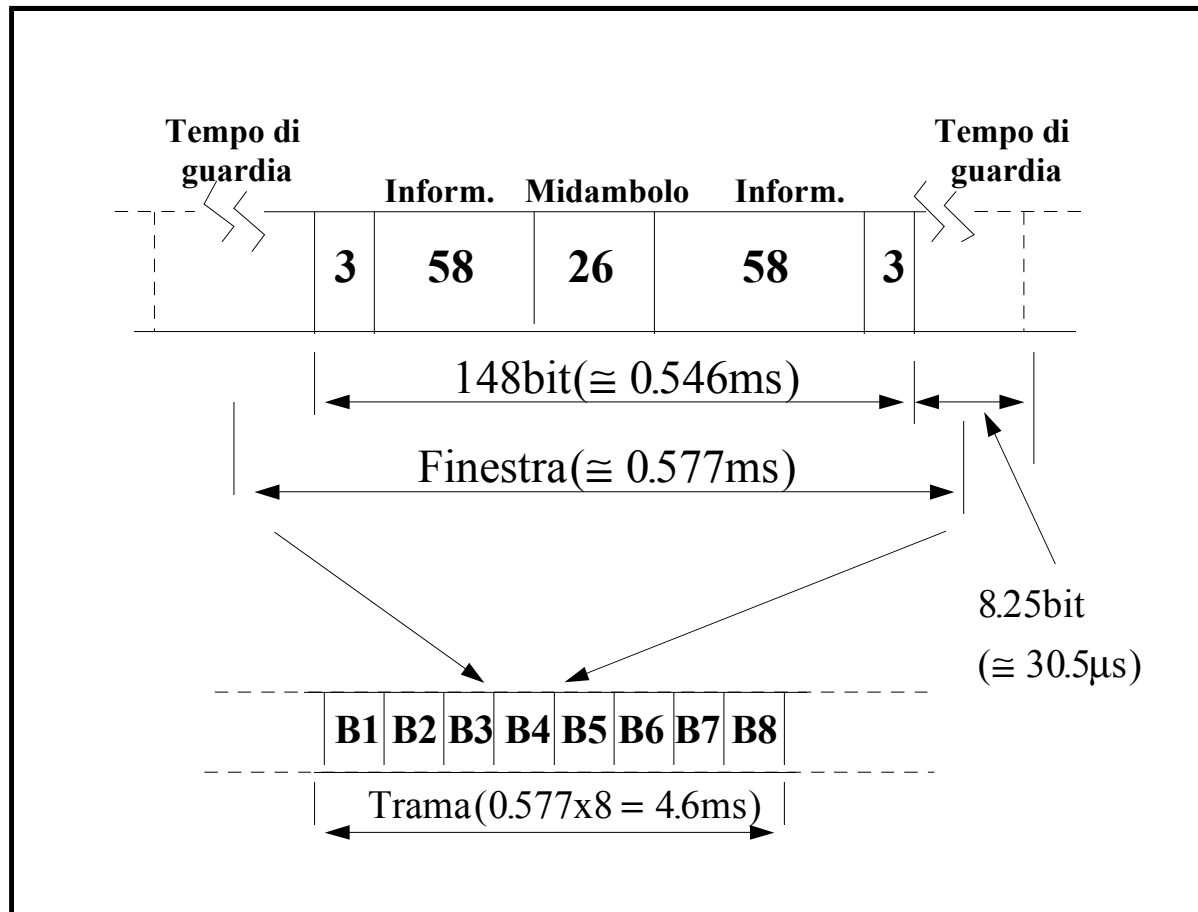 Tempo di
guardia
Tempo di
guardia
Inform. Midambolo Inform.
3 58 26 58 3
148bit(≅ 0.546ms)
Finestra(≅ 0.577ms)
8.25bit
(≅ 30.5μs)
B1 B2 B3 B4 B5 B6 B7 B8
Trama(0.577x8 = 4.6ms)